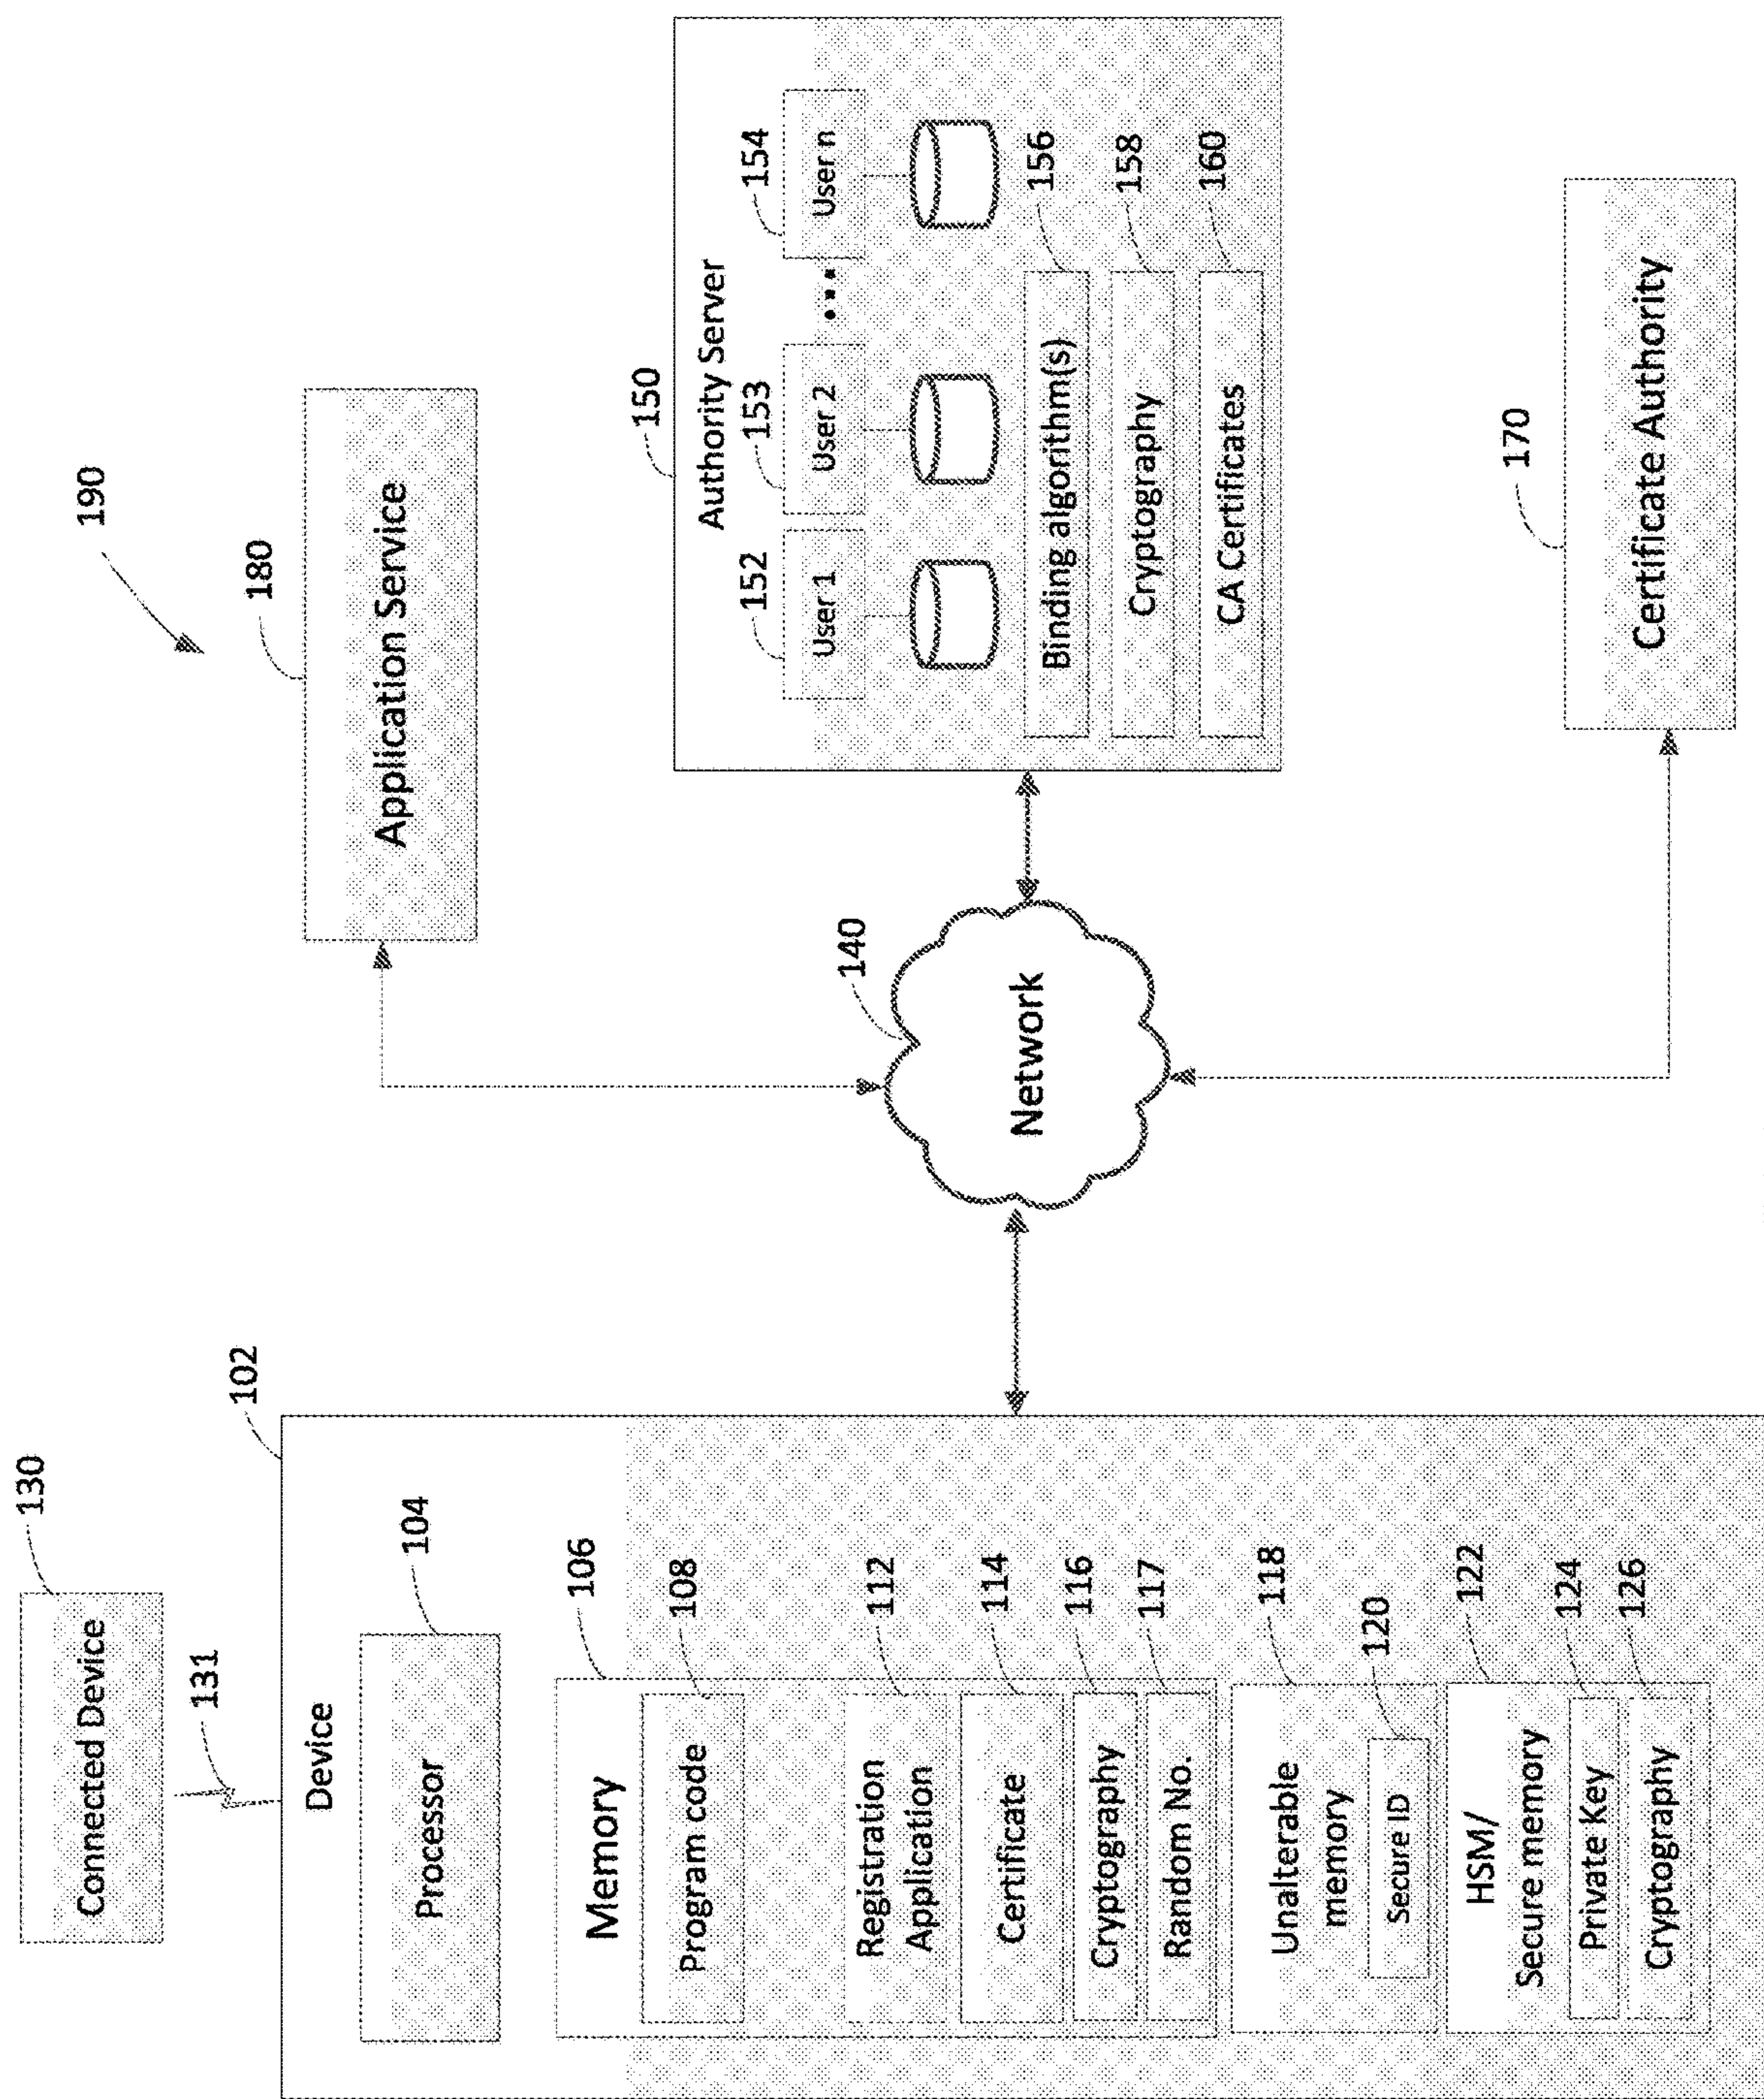 190
Connected Device
130
131
102
Device
Processor
104
Memory
106
Program code
108
Registration
Application
112
Certificate
114
Cryptography
116
Random No.
117
Unalterable
memory
118
Secure ID
120
HSM/
Secure memory
122
Private Key
124
Cryptography
126
Network
140
Application Service
180
150
Authority Server
152
153
154
User 1
User 2
•••
User n
Binding algorithm(s)
156
Cryptography
158
CA Certificates
160
170
Certificate Authority